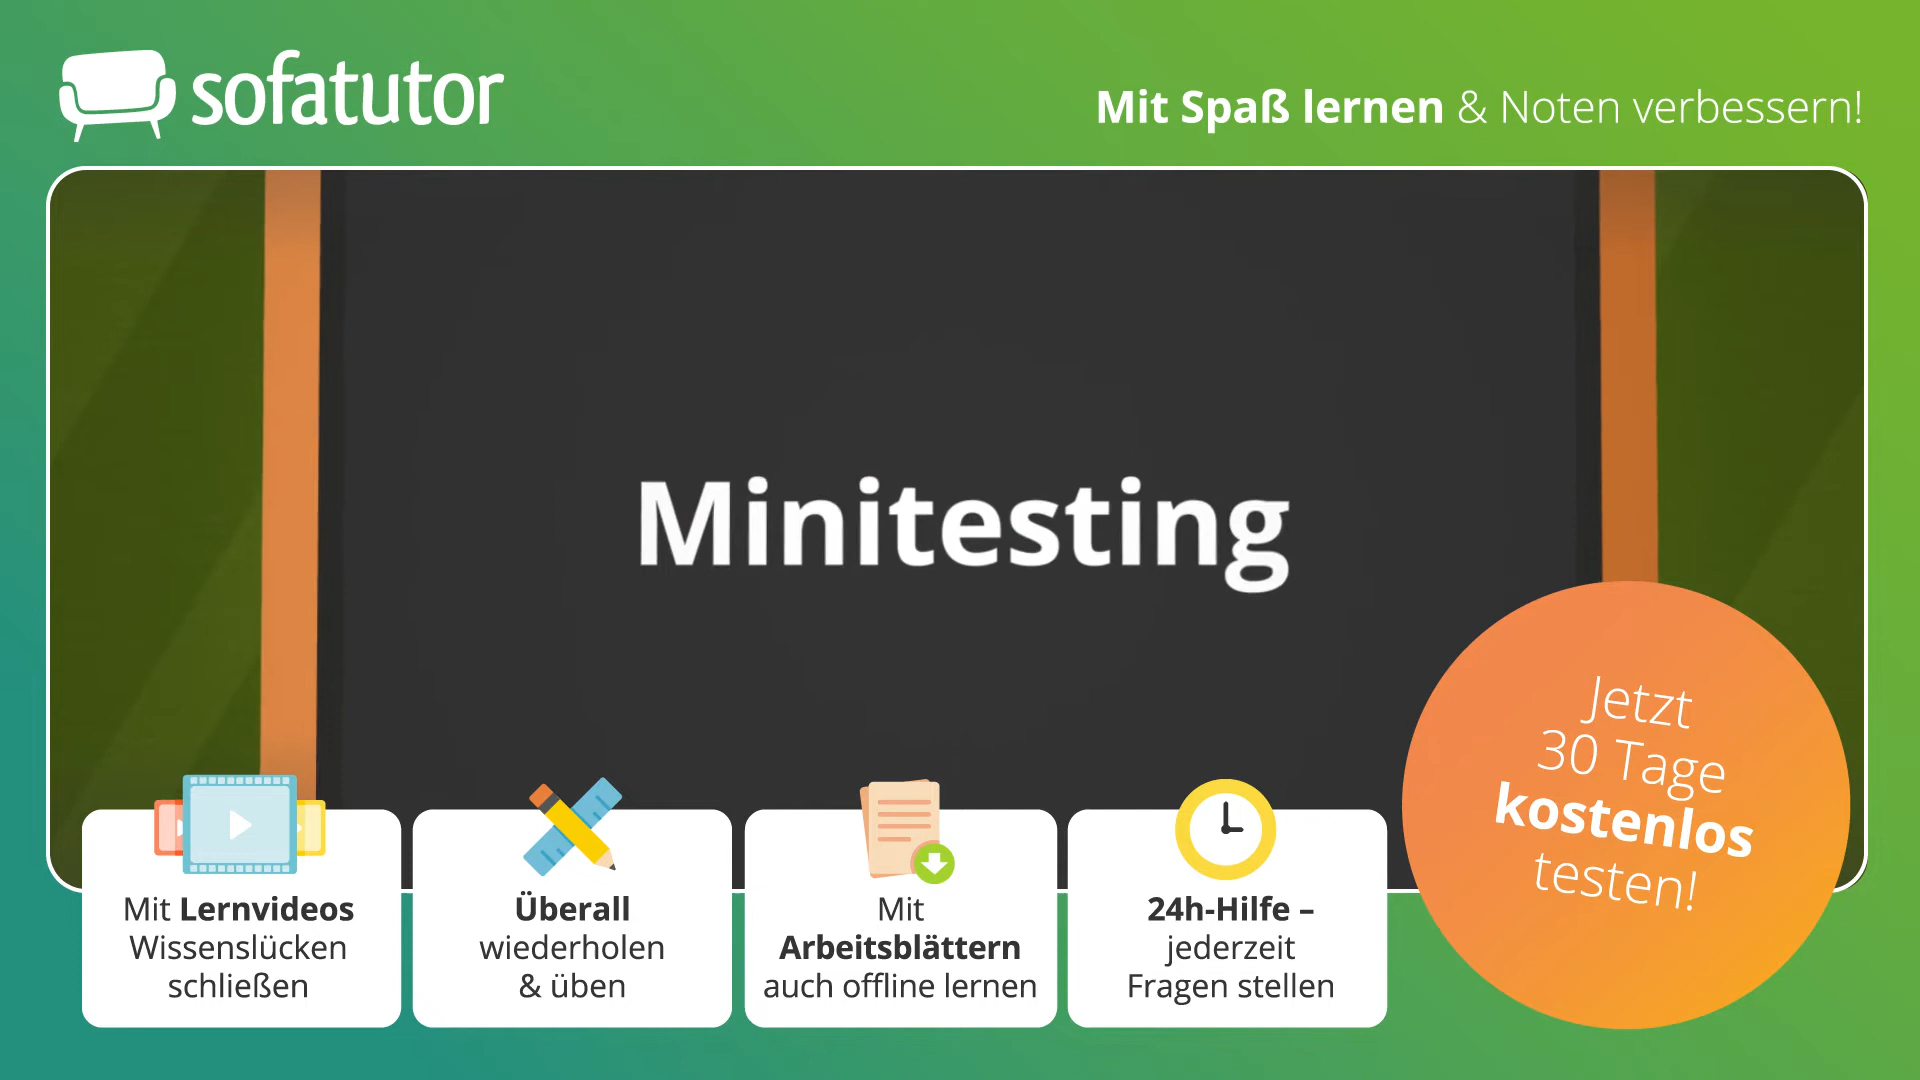 sofatutor
Mit Spaß lernen & Noten verbessern!
Minitesting
Jetzt
30 Tage
kostenlos
testen!
Mit Lernvideos
Wissenslücken
schließen
Überall
wiederholen
& üben
Mit
Arbeitsblättern
auch offline lernen
24h-Hilfe –
jederzeit
Fragen stellen